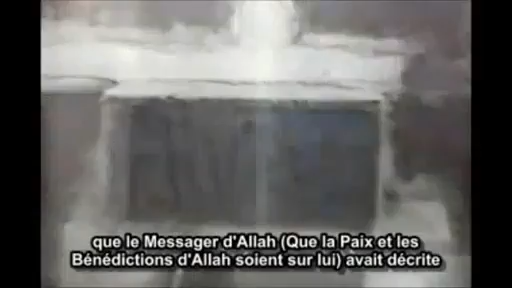 que le Messager d'Allah (Que la Paix et les
Bénédictions d'Allah soient sur lui) avait décrite